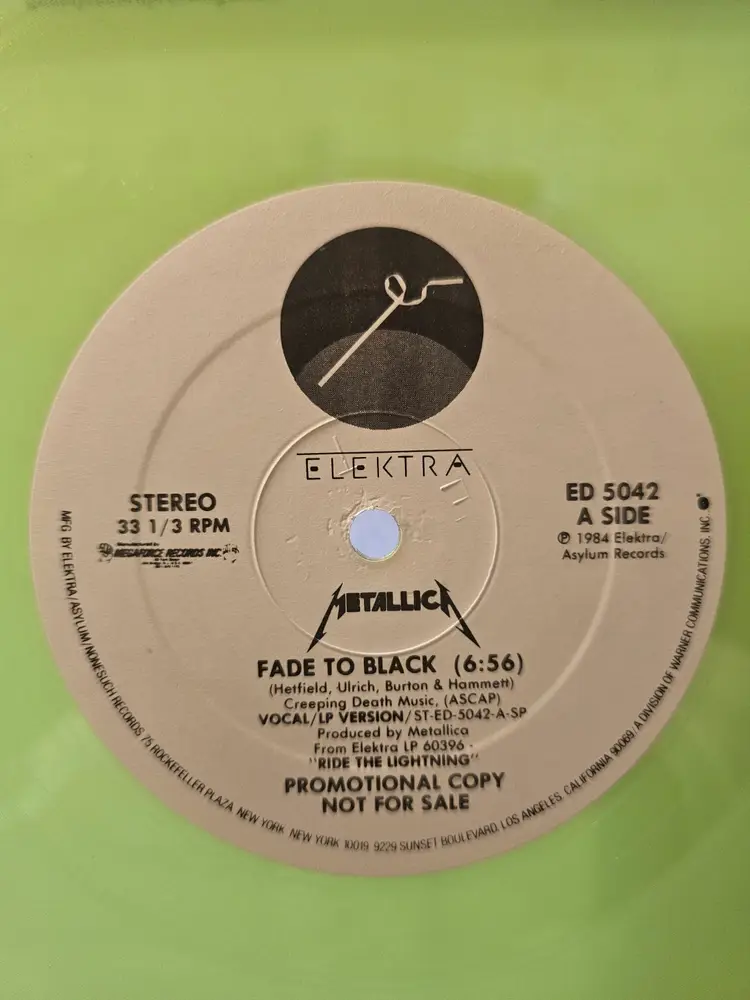 ELEKTRA
STEREO
33 1/3 RPM
MEGAFORCE RECORDS INC.
ED 5042
A SIDE
℗ 1984 Elektra/
Asylum Records
METALLICA
FADE TO BLACK (6:56)
(Hetfield, Ulrich, Burton & Hammett)
Creeping Death Music, (ASCAP)
VOCAL/LP VERSION/ST-ED-5042-A-SP
Produced by Metallica
From Elektra LP 60396 -
"RIDE THE LIGHTNING"
PROMOTIONAL COPY
NOT FOR SALE
MFG. BY ELEKTRA/ASYLUM/NONESUCH RECORDS 75 ROCKEFELLER PLAZA, NEW YORK, NEW YORK 10019. 9229 SUNSET BOULEVARD, LOS ANGELES, CALIFORNIA 90069/A DIVISION OF WARNER COMMUNICATIONS, INC.